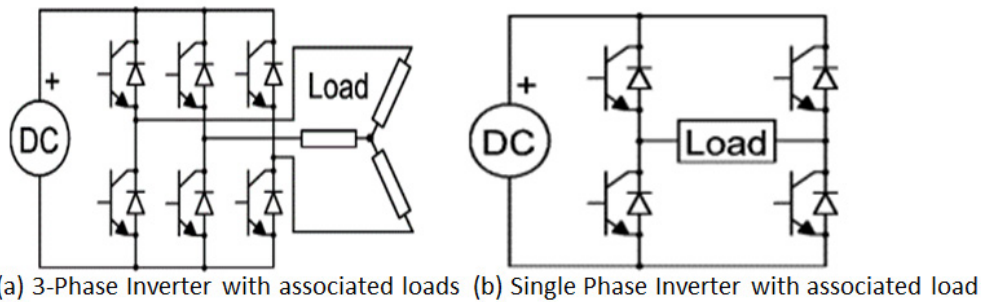 +
DC
Load
+
DC
Load
(a) 3-Phase Inverter with associated loads
(b) Single Phase Inverter with associated load